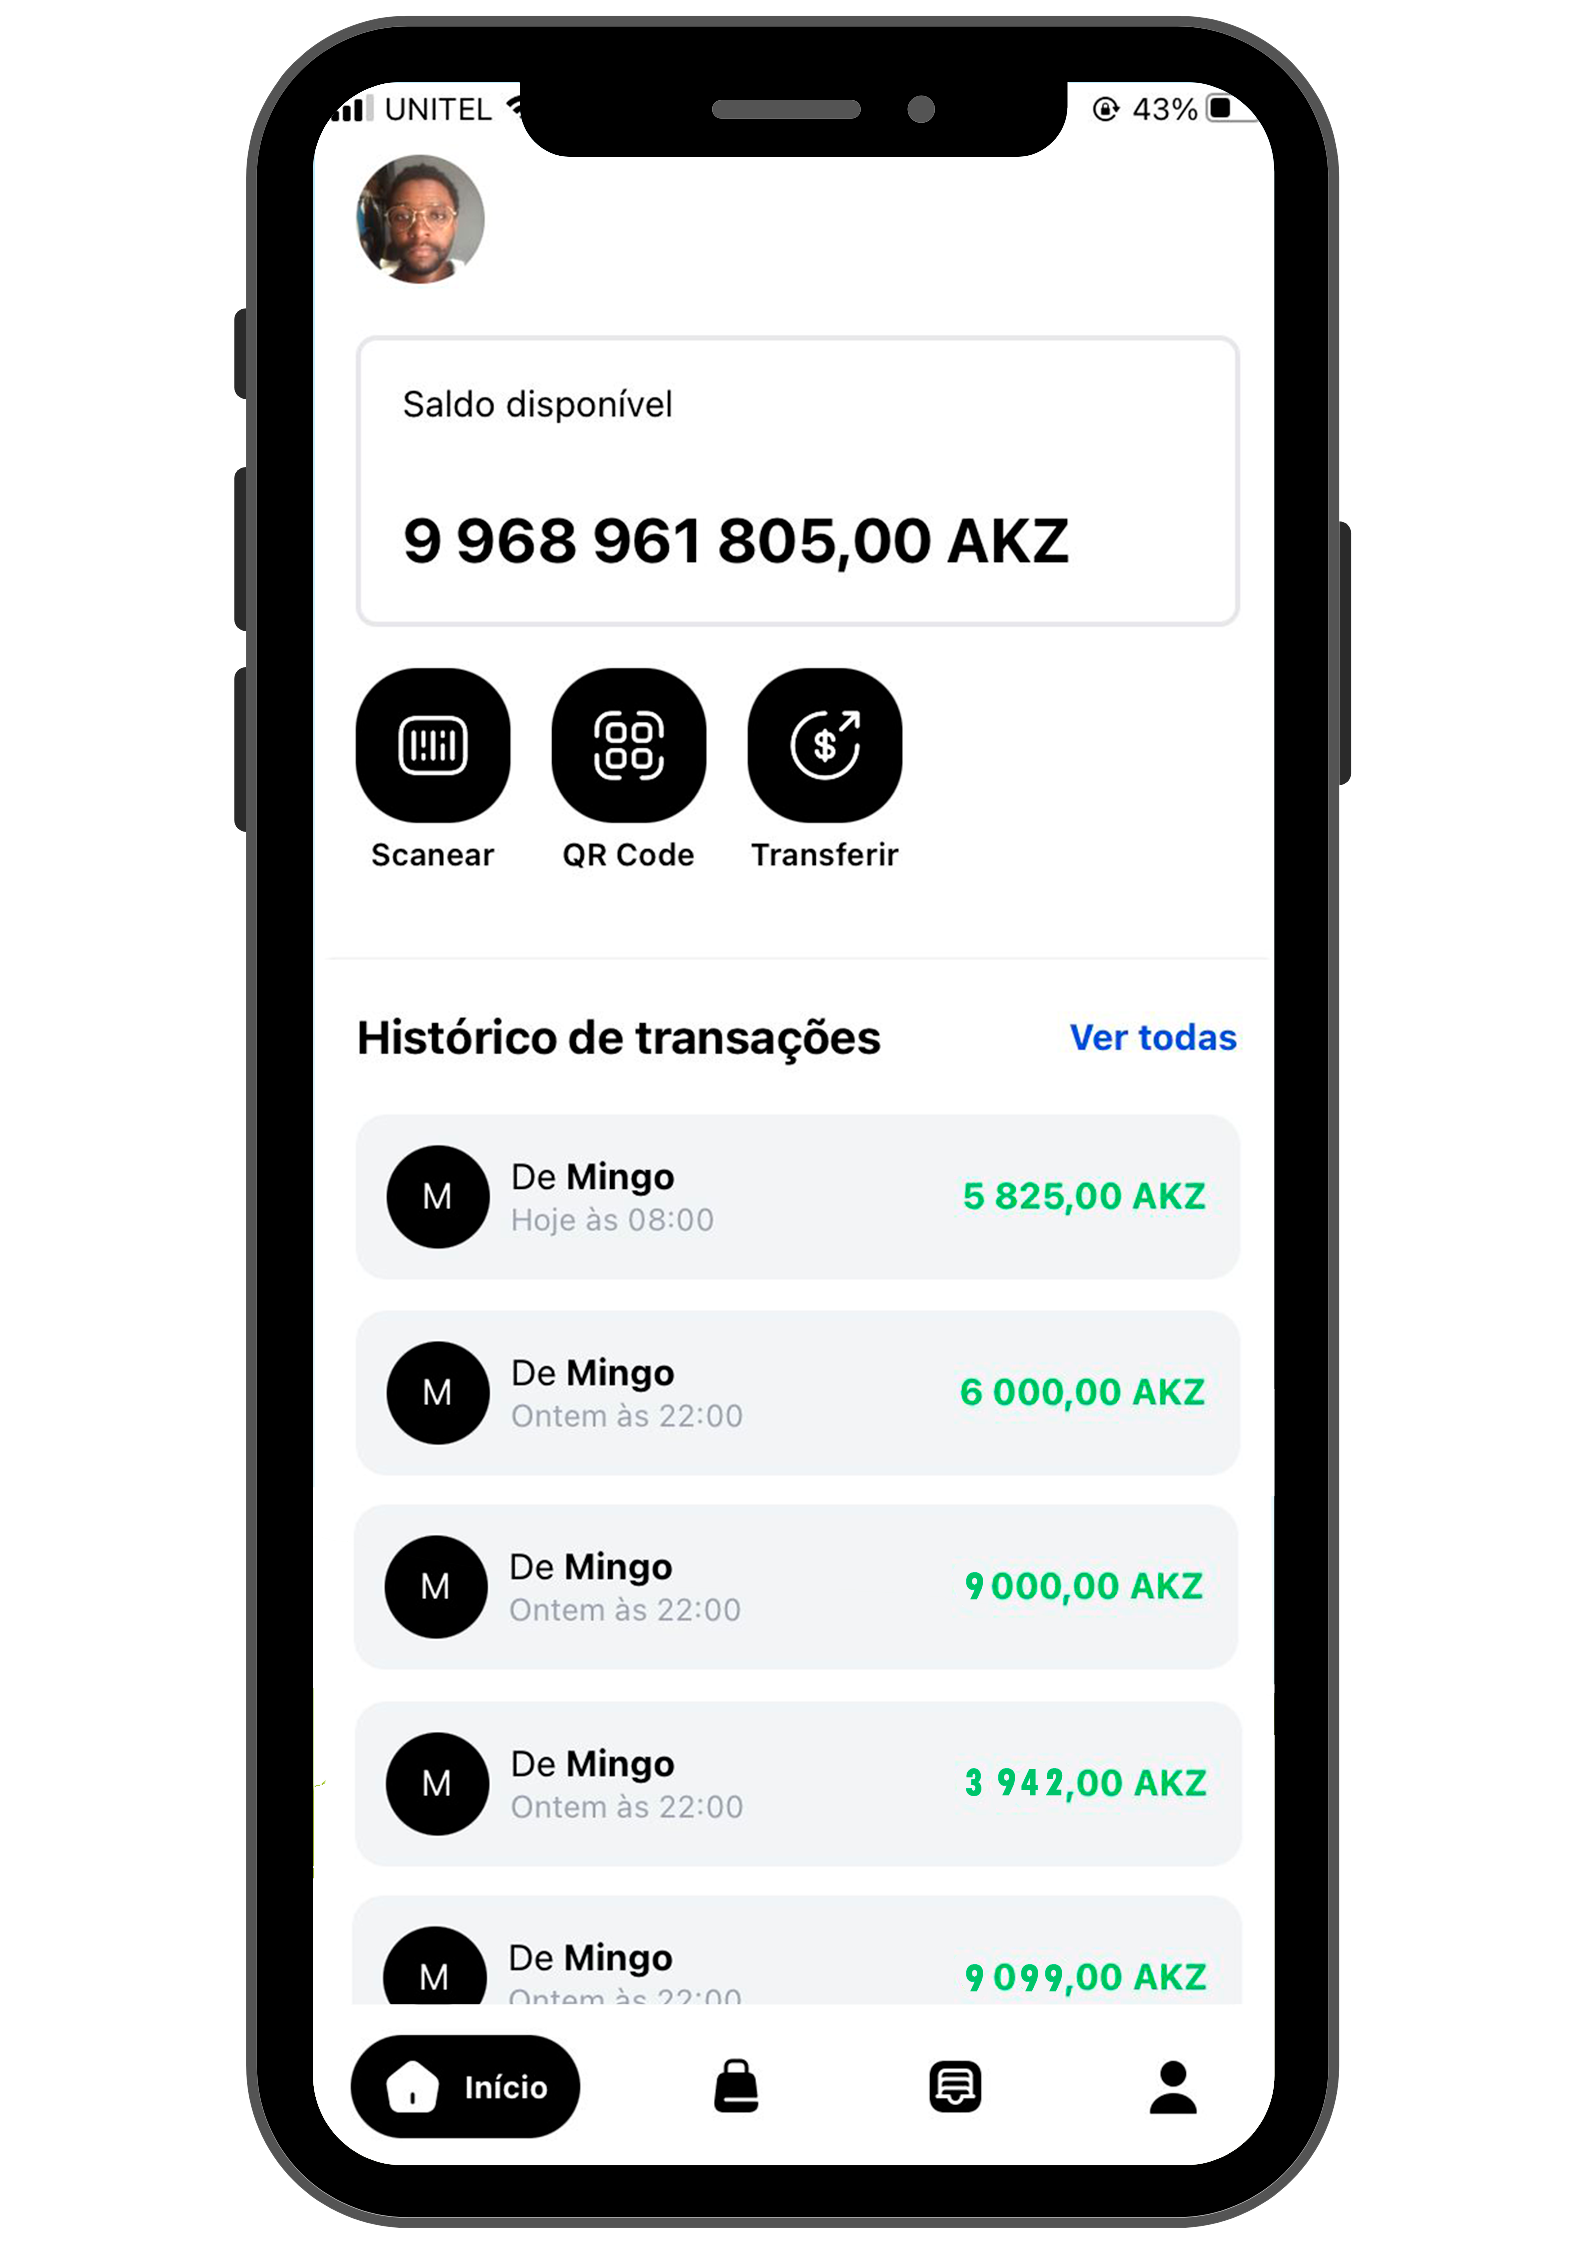 UNITEL 43%
Saldo disponível
9 968 961 805,00 AKZ
Scanear QR Code Transferir
Histórico de transações Ver todas
M De Mingo 5 825,00 AKZ
Hoje às 08:00
M De Mingo 6 000,00 AKZ
Ontem às 22:00
M De Mingo 9 000,00 AKZ
Ontem às 22:00
M De Mingo 3 942,00 AKZ
Ontem às 22:00
M De Mingo 9 099,00 AKZ
Ontem às 22:00
Início